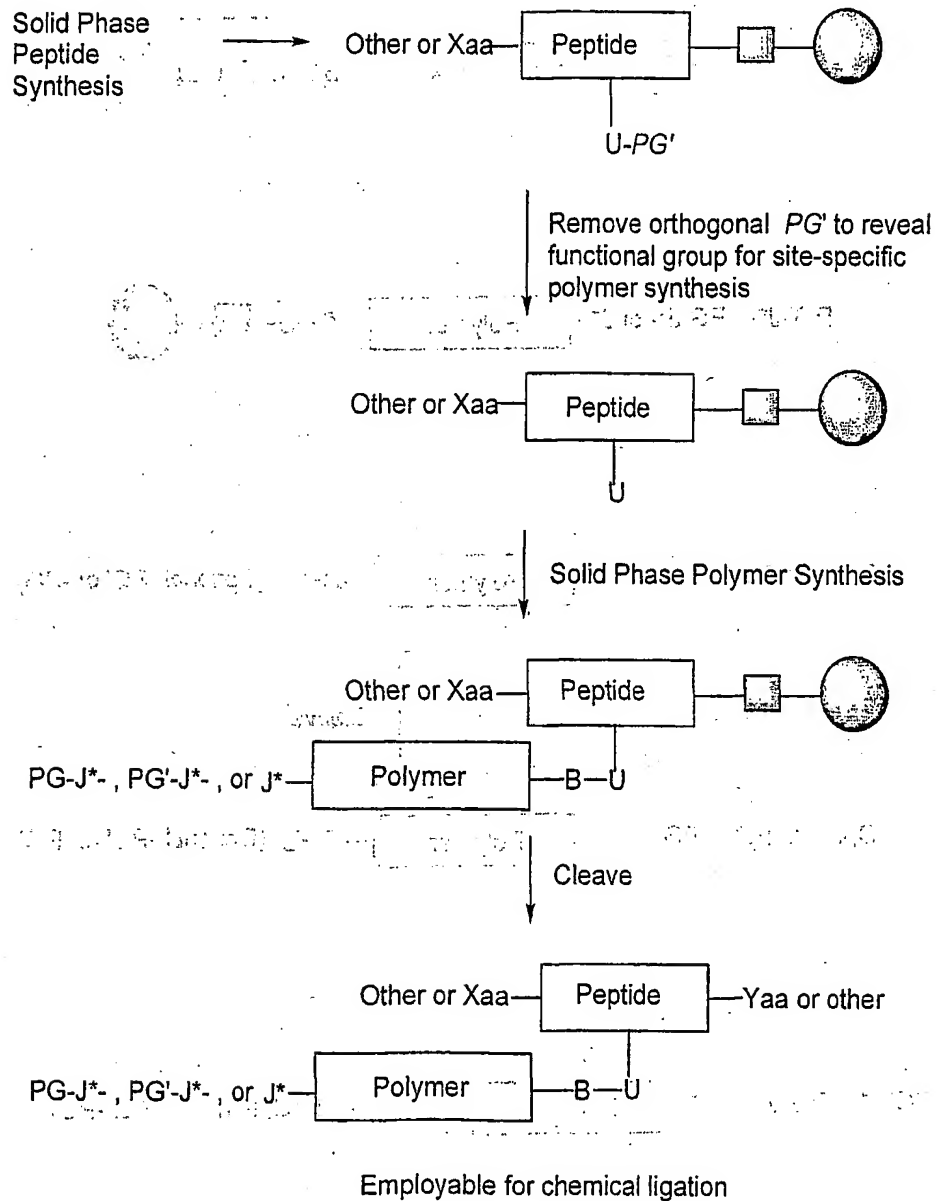 Solid Phase
Peptide
Synthesis
Other or Xaa
Peptide
U-PG'
Remove orthogonal PG' to reveal
functional group for site-specific
polymer synthesis
Other or Xaa
Peptide
U
Solid Phase Polymer Synthesis
Other or Xaa
Peptide
PG-J*- , PG'-J*- , or J*
Polymer
B
U
Cleave
Other or Xaa
Peptide
Yaa or other
PG-J*- , PG'-J*- , or J*
Polymer
B
U
Employable for chemical ligation